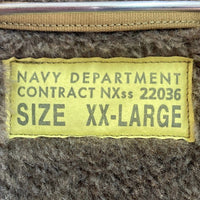 NAVY DEPARTMENT
CONTRACT NXss 22036
SIZE XX-LARGE